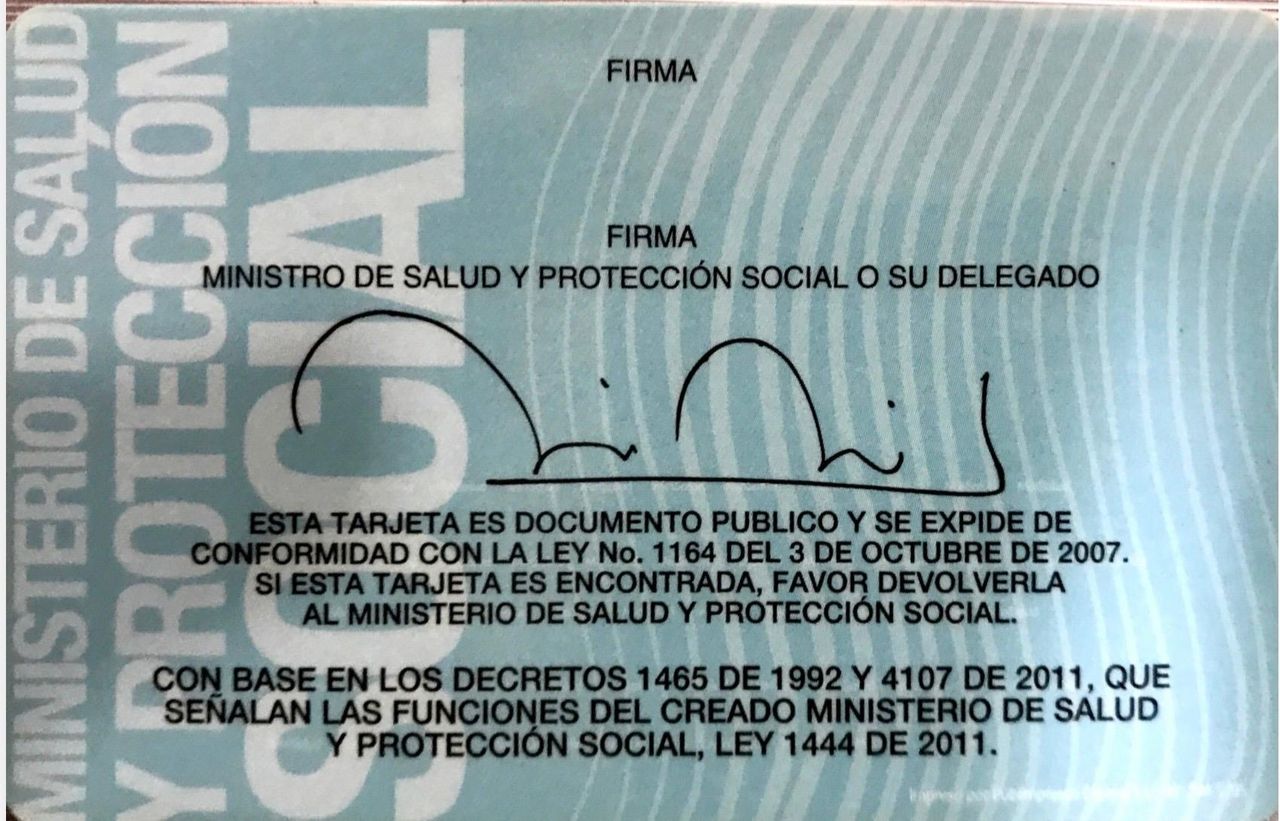 MINISTERIO DE SALUD
Y PROTECCIÓN
SOCIAL
FIRMA
FIRMA
MINISTRO DE SALUD Y PROTECCIÓN SOCIAL O SU DELEGADO
ESTA TARJETA ES DOCUMENTO PUBLICO Y SE EXPIDE DE
CONFORMIDAD CON LA LEY No. 1164 DEL 3 DE OCTUBRE DE 2007.
SI ESTA TARJETA ES ENCONTRADA, FAVOR DEVOLVERLA
AL MINISTERIO DE SALUD Y PROTECCIÓN SOCIAL.
CON BASE EN LOS DECRETOS 1465 DE 1992 Y 4107 DE 2011, QUE
SEÑALAN LAS FUNCIONES DEL CREADO MINISTERIO DE SALUD
Y PROTECCIÓN SOCIAL, LEY 1444 DE 2011.